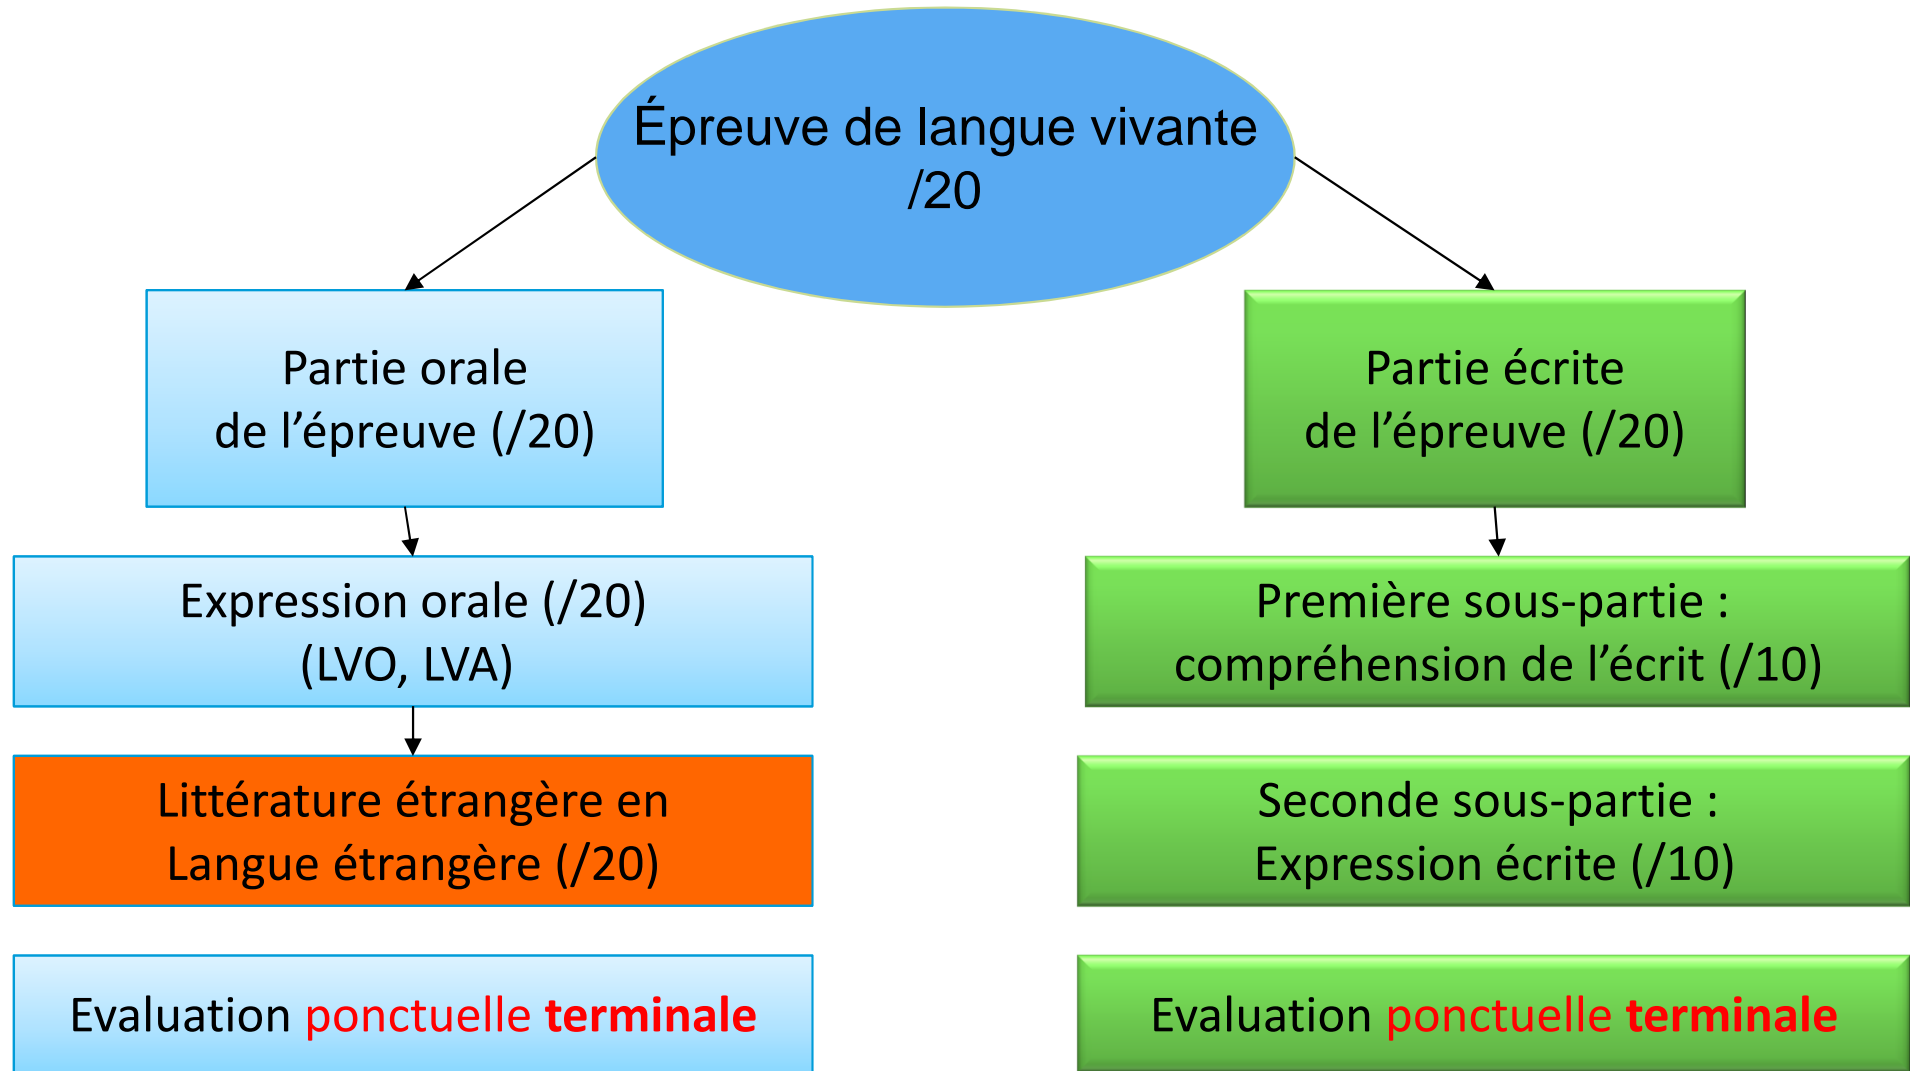 Épreuve de langue vivante
/20
Partie orale
de l’épreuve (/20)
Expression orale (/20)
(LVO, LVA)
Littérature étrangère en
Langue étrangère (/20)
Evaluation ponctuelle terminale
Partie écrite
de l’épreuve (/20)
Première sous-partie :
compréhension de l’écrit (/10)
Seconde sous-partie :
Expression écrite (/10)
Evaluation ponctuelle terminale